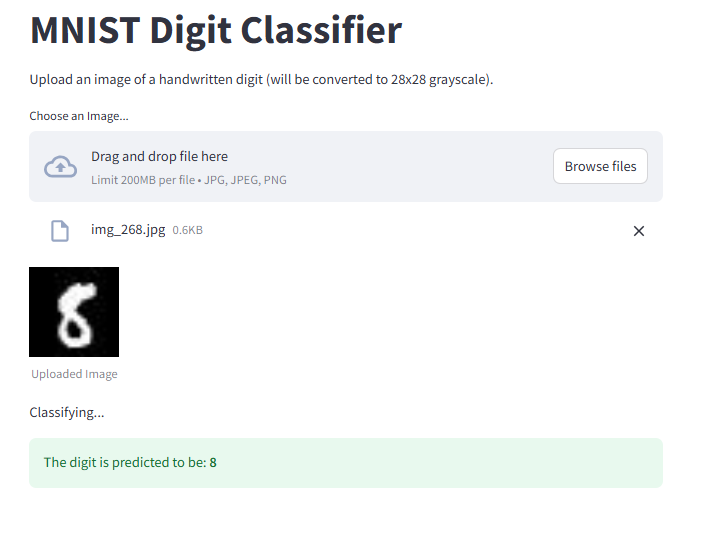 MNIST Digit Classifier
Upload an image of a handwritten digit (will be converted to 28x28 grayscale).
Choose an Image...
Drag and drop file here
Limit 200MB per file • JPG, JPEG, PNG
Browse files
img_268.jpg 0.6KB
8
Uploaded Image
Classifying...
The digit is predicted to be: 8